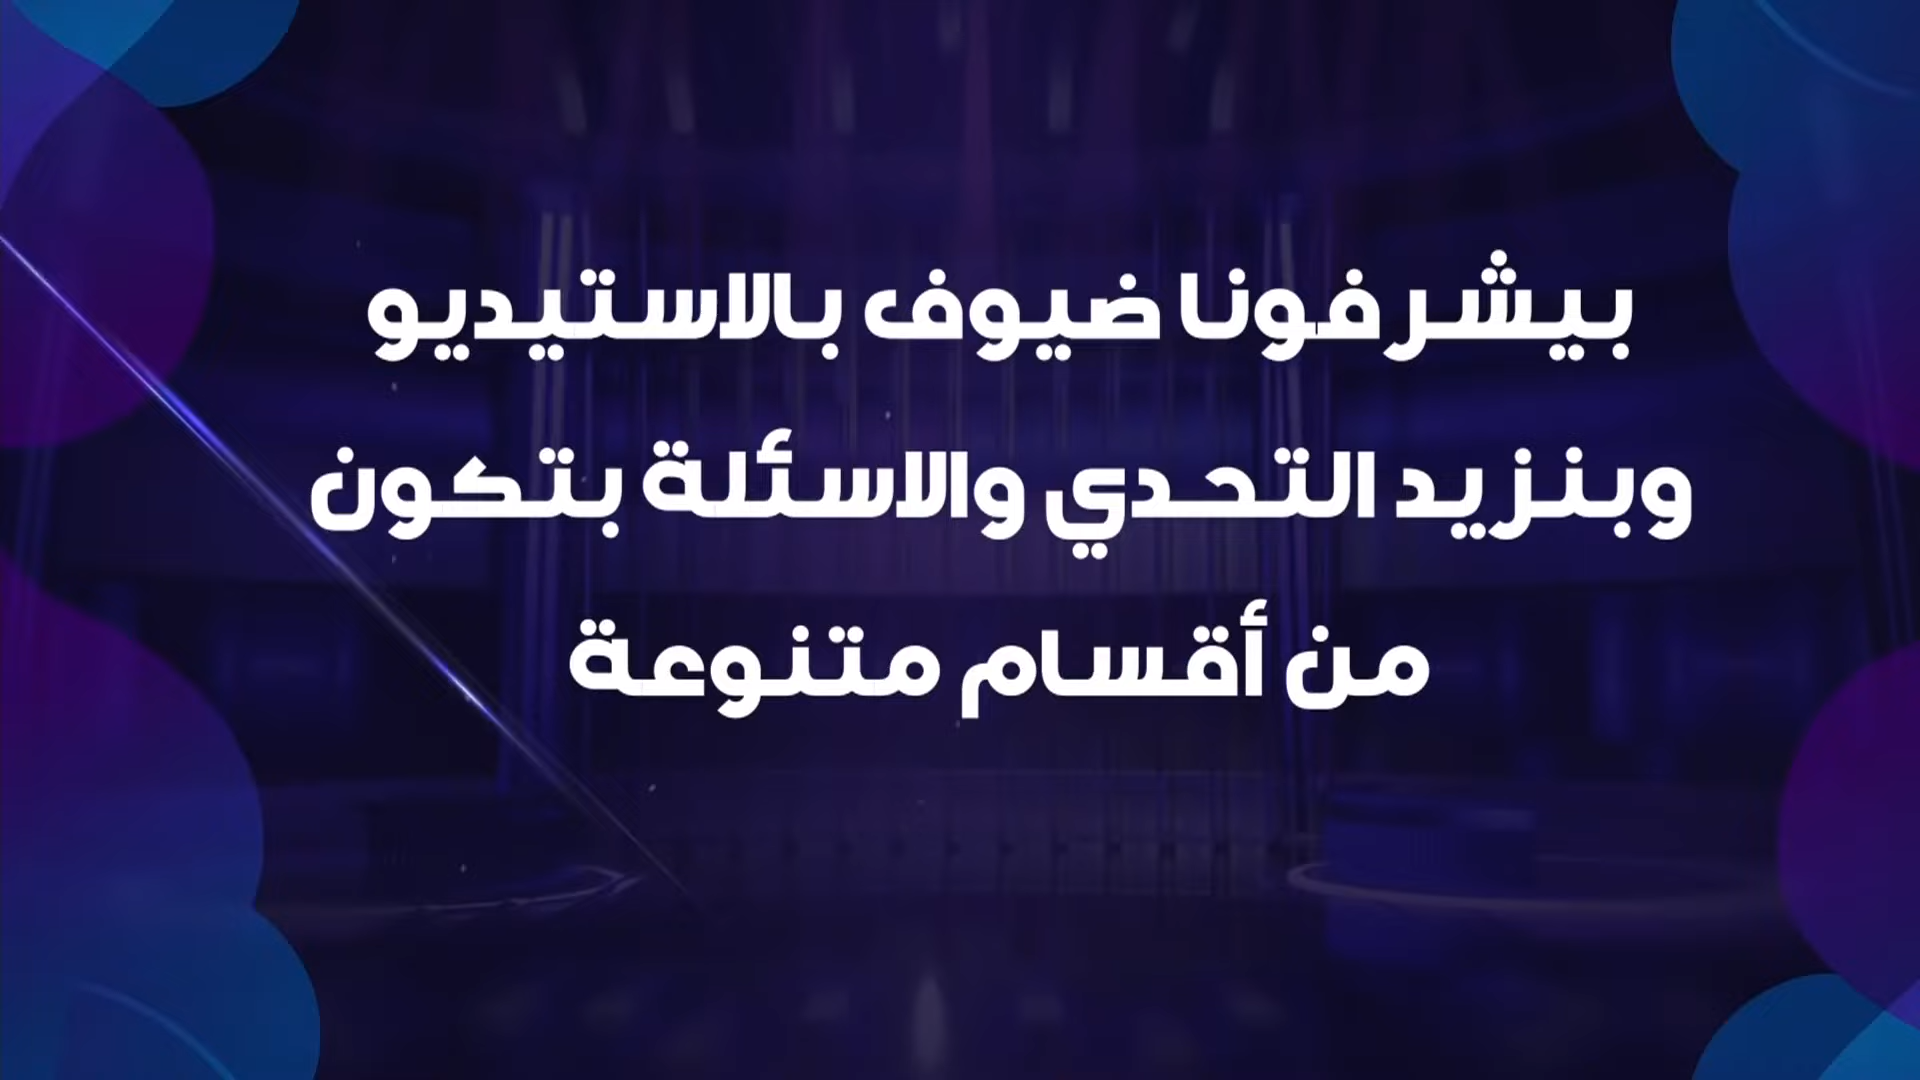 بيشرفونا ضيوف بالاستيديو
وبنزيد التحدي والاسئلة بتكون
من أقسام متنوعة